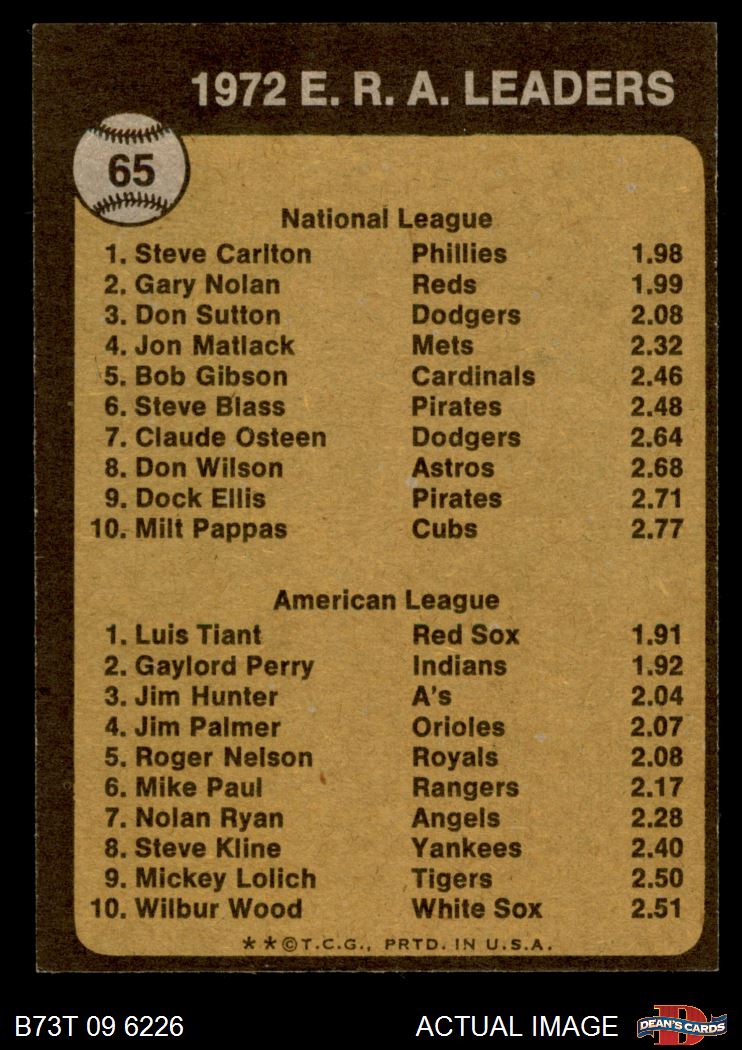 1972 E. R. A. LEADERS
65
National League
1. Steve Carlton Phillies 1.98
2. Gary Nolan Reds 1.99
3. Don Sutton Dodgers 2.08
4. Jon Matlack Mets 2.32
5. Bob Gibson Cardinals 2.46
6. Steve Blass Pirates 2.48
7. Claude Osteen Dodgers 2.64
8. Don Wilson Astros 2.68
9. Dock Ellis Pirates 2.71
10. Milt Pappas Cubs 2.77
American League
1. Luis Tiant Red Sox 1.91
2. Gaylord Perry Indians 1.92
3. Jim Hunter A's 2.04
4. Jim Palmer Orioles 2.07
5. Roger Nelson Royals 2.08
6. Mike Paul Rangers 2.17
7. Nolan Ryan Angels 2.28
8. Steve Kline Yankees 2.40
9. Mickey Lolich Tigers 2.50
10. Wilbur Wood White Sox 2.51
**©T.C.G., PRTD. IN U.S.A.
B73T 09 6226 ACTUAL IMAGE D DEAN'S CARDS